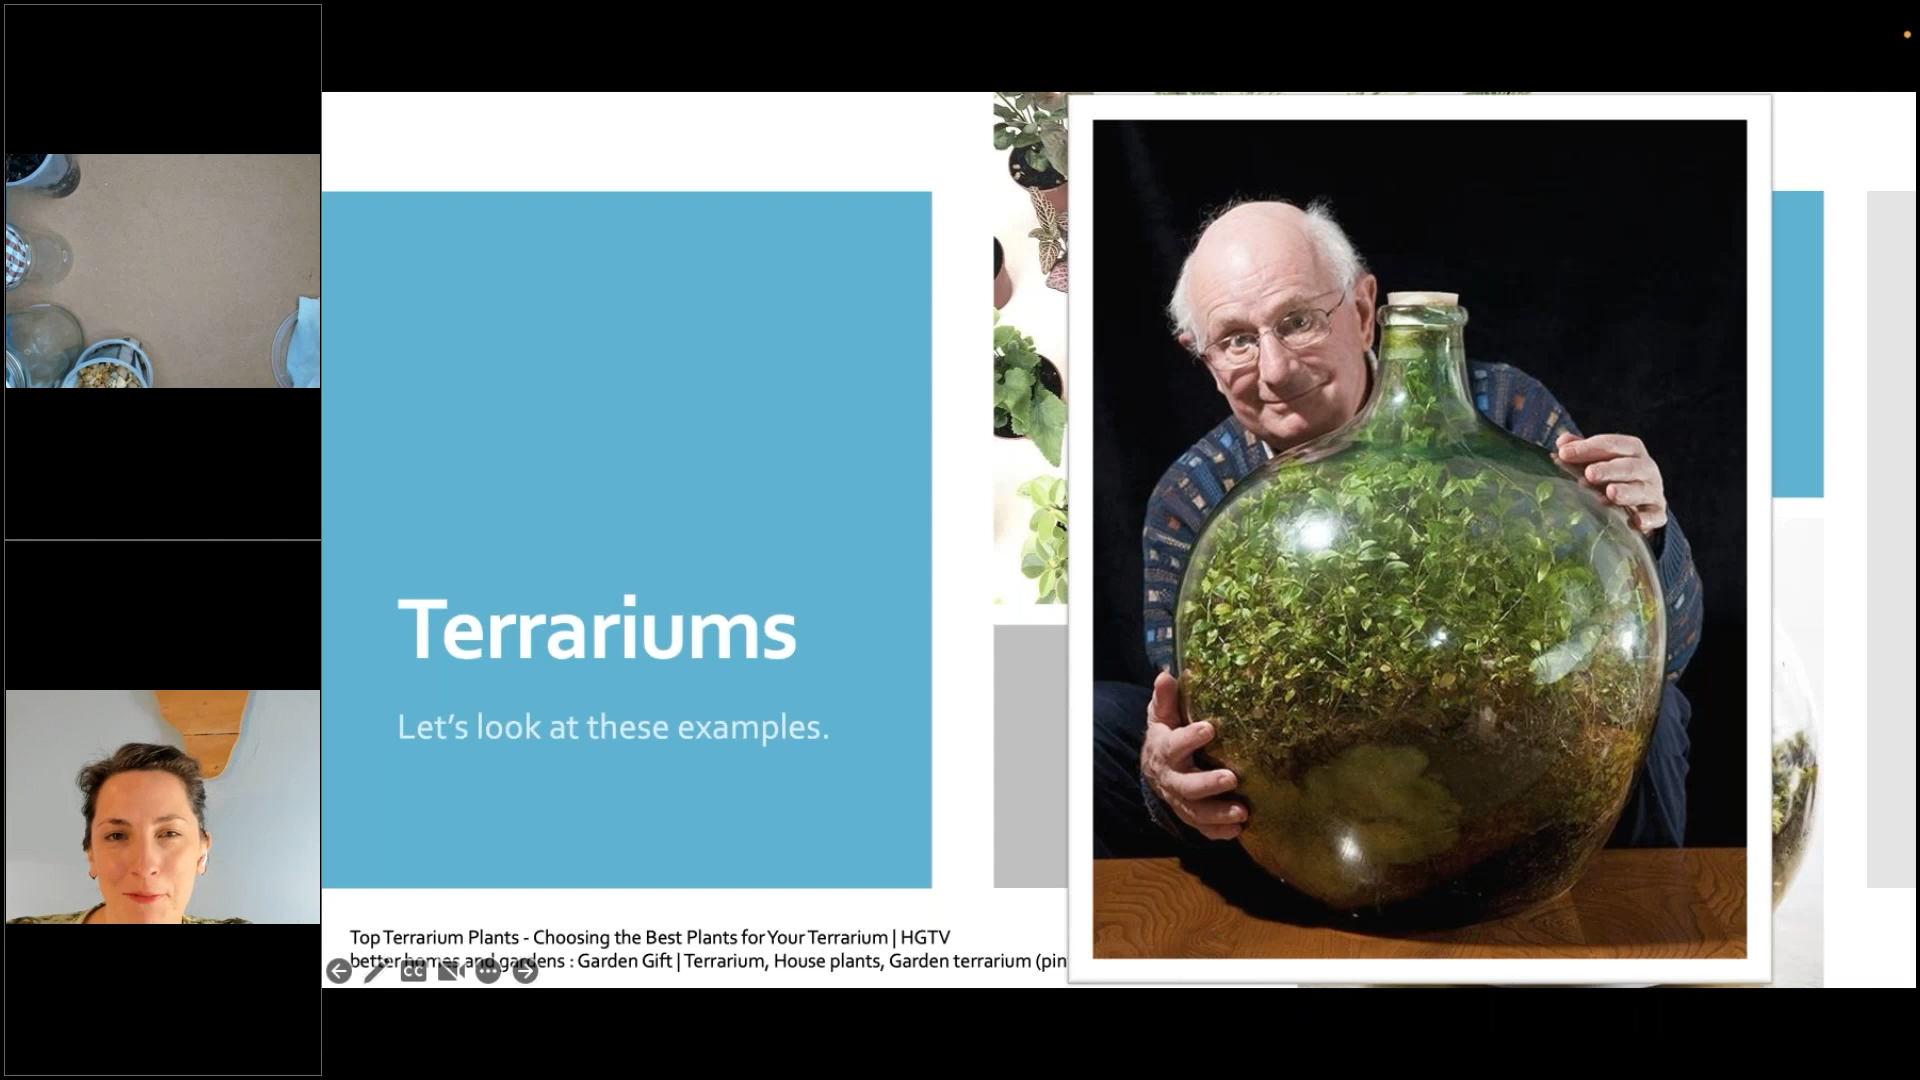 Terrariums
Let's look at these examples.
Top Terrarium Plants - Choosing the Best Plants for Your Terrarium | HGTV
better homes and gardens : Garden Gift | Terrarium, House plants, Garden terrarium (pin
CC